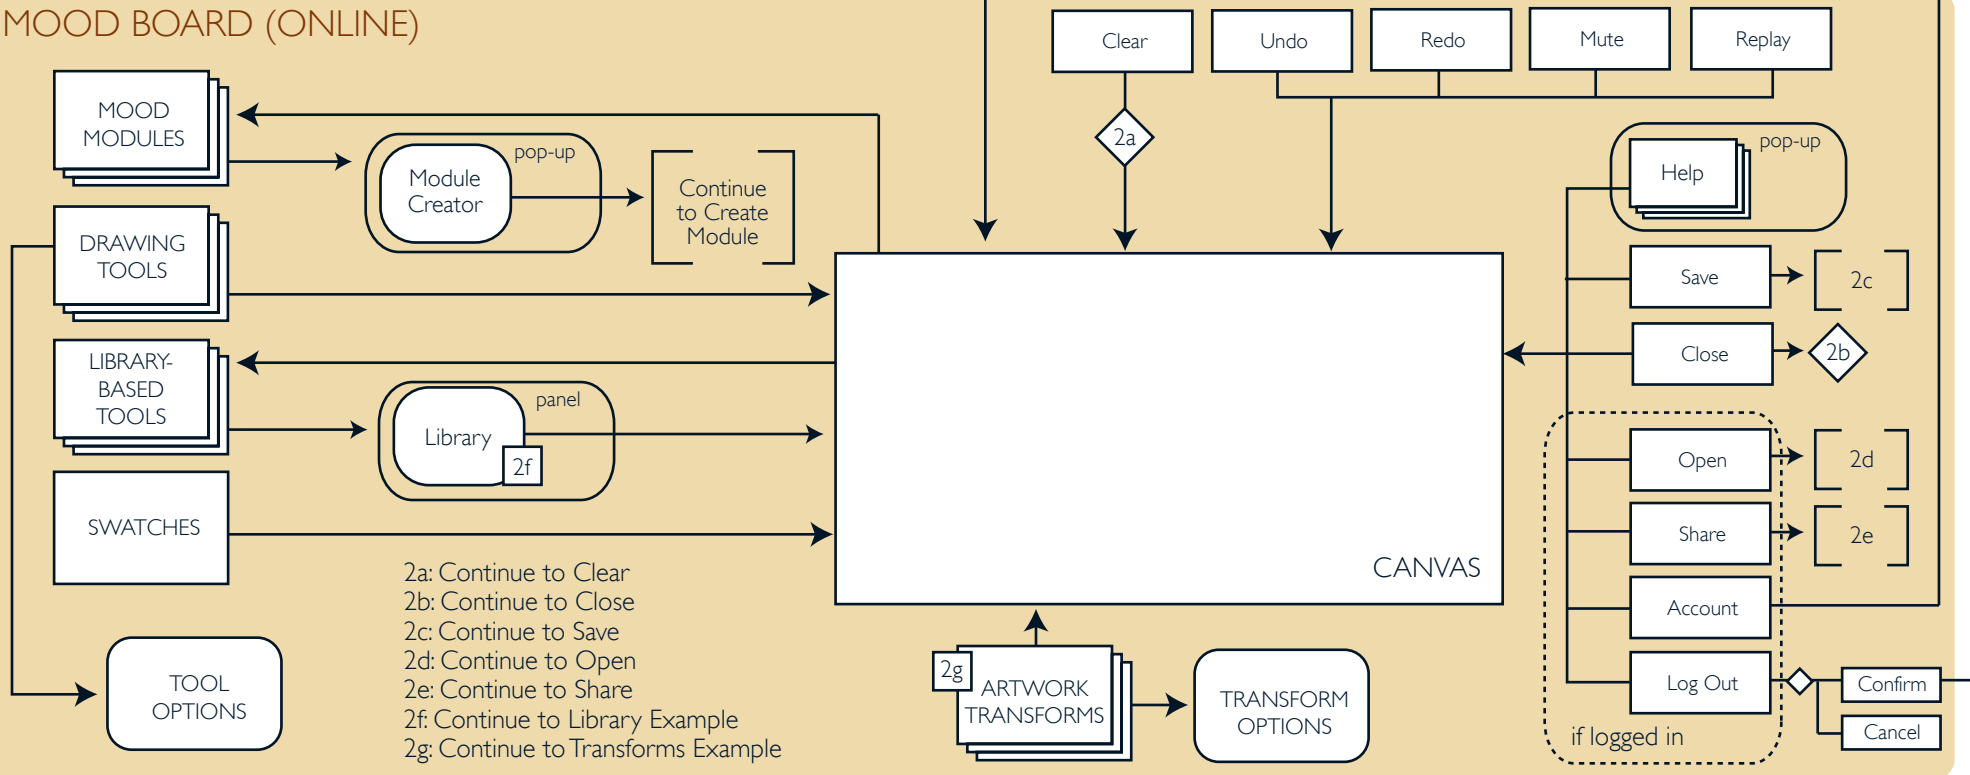 MOOD BOARD (ONLINE)
Clear
Undo
Redo
Mute
Replay
2a
MOOD
MODULES
pop-up
Module
Creator
Continue
to Create
Module
pop-up
Help
DRAWING
TOOLS
Save
2c
Close
2b
LIBRARY-
BASED
TOOLS
panel
Library
2f
Open
2d
SWATCHES
Share
2e
CANVAS
Account
2a: Continue to Clear
2b: Continue to Close
2c: Continue to Save
2d: Continue to Open
2e: Continue to Share
2f: Continue to Library Example
2g: Continue to Transforms Example
TOOL
OPTIONS
2g
ARTWORK
TRANSFORMS
TRANSFORM
OPTIONS
Log Out
Confirm
Cancel
if logged in